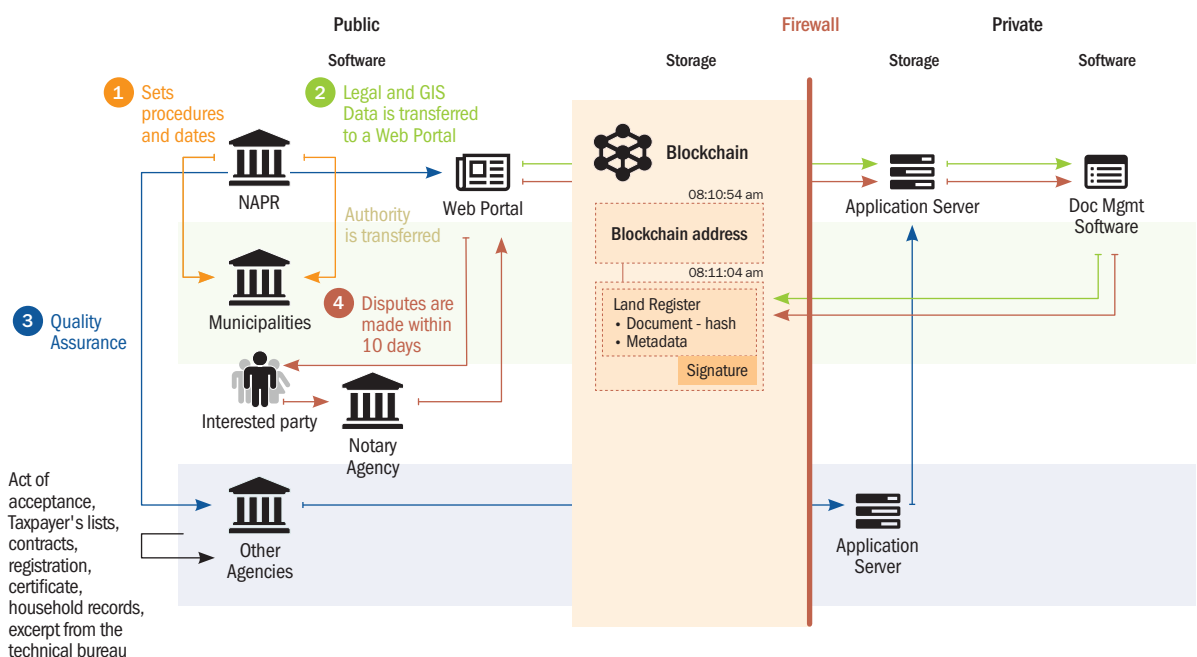 Public
Firewall
Private
Software
Storage
Storage
Software
1 Sets
procedures
and dates
2 Legal and GIS
Data is transferred
to a Web Portal
NAPR
Web Portal
Blockchain
Application Server
Doc Mgmt
Software
08:10:54 am
Blockchain address
08:11:04 am
Land Register
• Document - hash
• Metadata
Signature
Authority
is transferred
Municipalities
3 Quality
Assurance
4 Disputes are
made within
10 days
Interested party
Notary
Agency
Act of
acceptance,
Taxpayer's lists,
contracts,
registration,
certificate,
household records,
excerpt from the
technical bureau
Other
Agencies
Application
Server